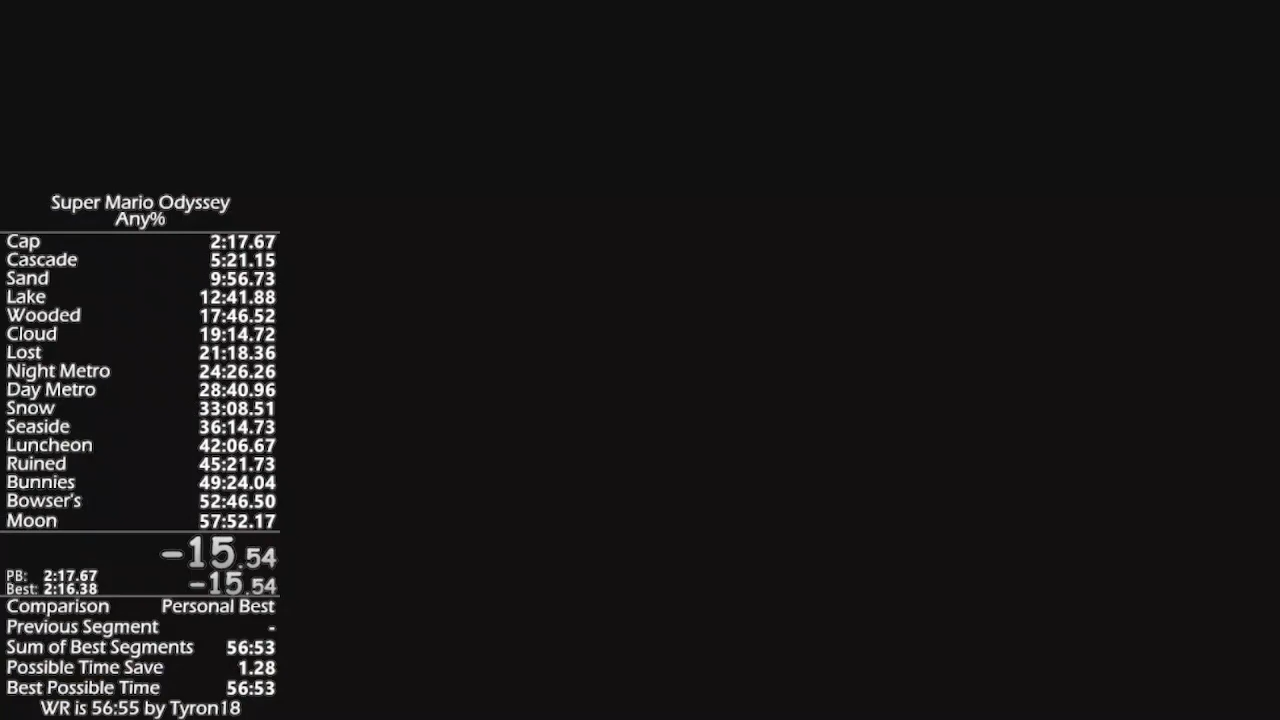 Super Mario Odyssey
Any%
Cap 2:17.67
Cascade 5:21.15
Sand 9:56.73
Lake 12:41.88
Wooded 17:46.52
Cloud 19:14.72
Lost 21:18.36
Night Metro 24:26.26
Day Metro 28:40.96
Snow 33:08.51
Seaside 36:14.73
Luncheon 42:06.67
Ruined 45:21.73
Bunnies 49:24.04
Bowser's 52:46.50
Moon 57:52.17
-15.54
PB: 2:17.67 -15.54
Best: 2:16.38
Comparison Personal Best
Previous Segment -
Sum of Best Segments 56:53
Possible Time Save 1.28
Best Possible Time 56:53
WR is 56:55 by Tyron18